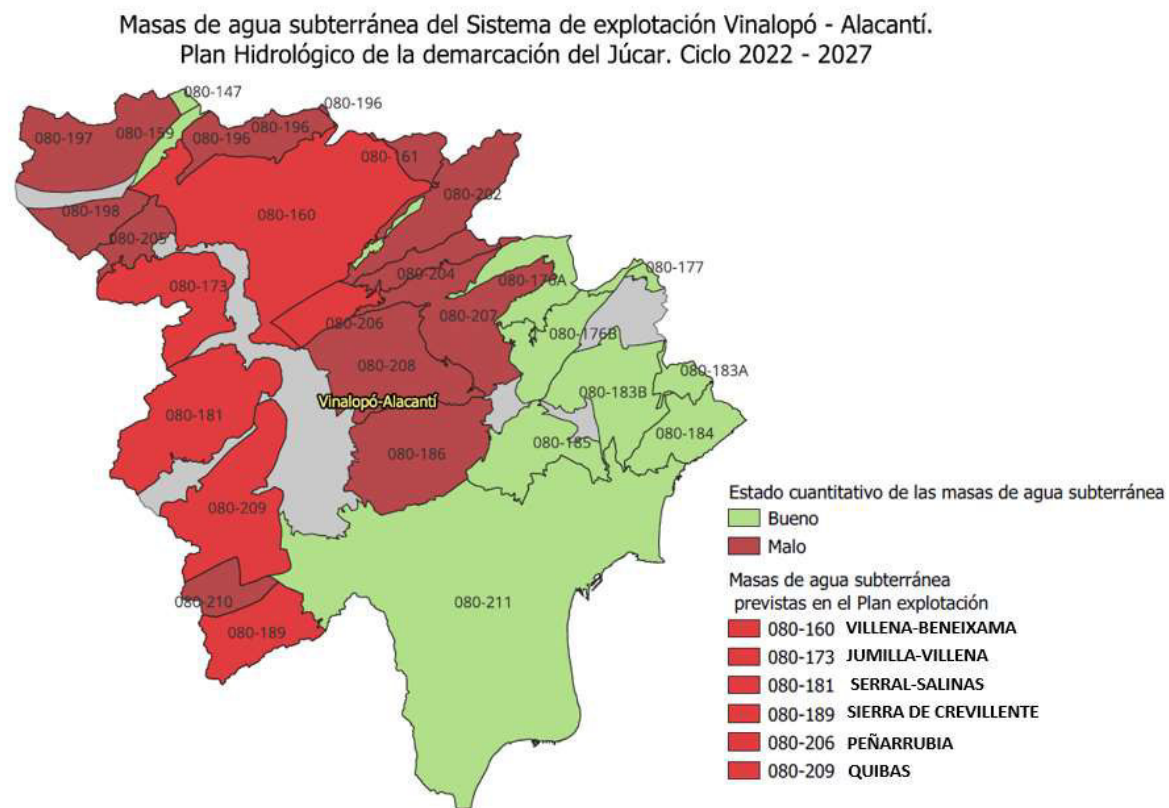 Masas de agua subterránea del Sistema de explotación Vinalopó - Alacantí.
Plan Hidrológico de la demarcación del Júcar. Ciclo 2022 - 2027
080-147
080-196
080-197
080-159
080-196
080-196
080-161
080-202
080-198
080-160
080-205
080-173
080-204
080-176A
080-177
080-207
080-206
080-176B
080-208
080-183A
080-183B
Vinalopó-Alacantí
080-181
080-184
080-185
080-186
080-209
080-210
080-211
080-189
Estado cuantitativo de las masas de agua subterránea
Bueno
Malo
Masas de agua subterránea
previstas en el Plan explotación
080-160 VILLENA-BENEIXAMA
080-173 JUMILLA-VILLENA
080-181 SERRAL-SALINAS
080-189 SIERRA DE CREVILLENTE
080-206 PEÑARRUBIA
080-209 QUIBAS